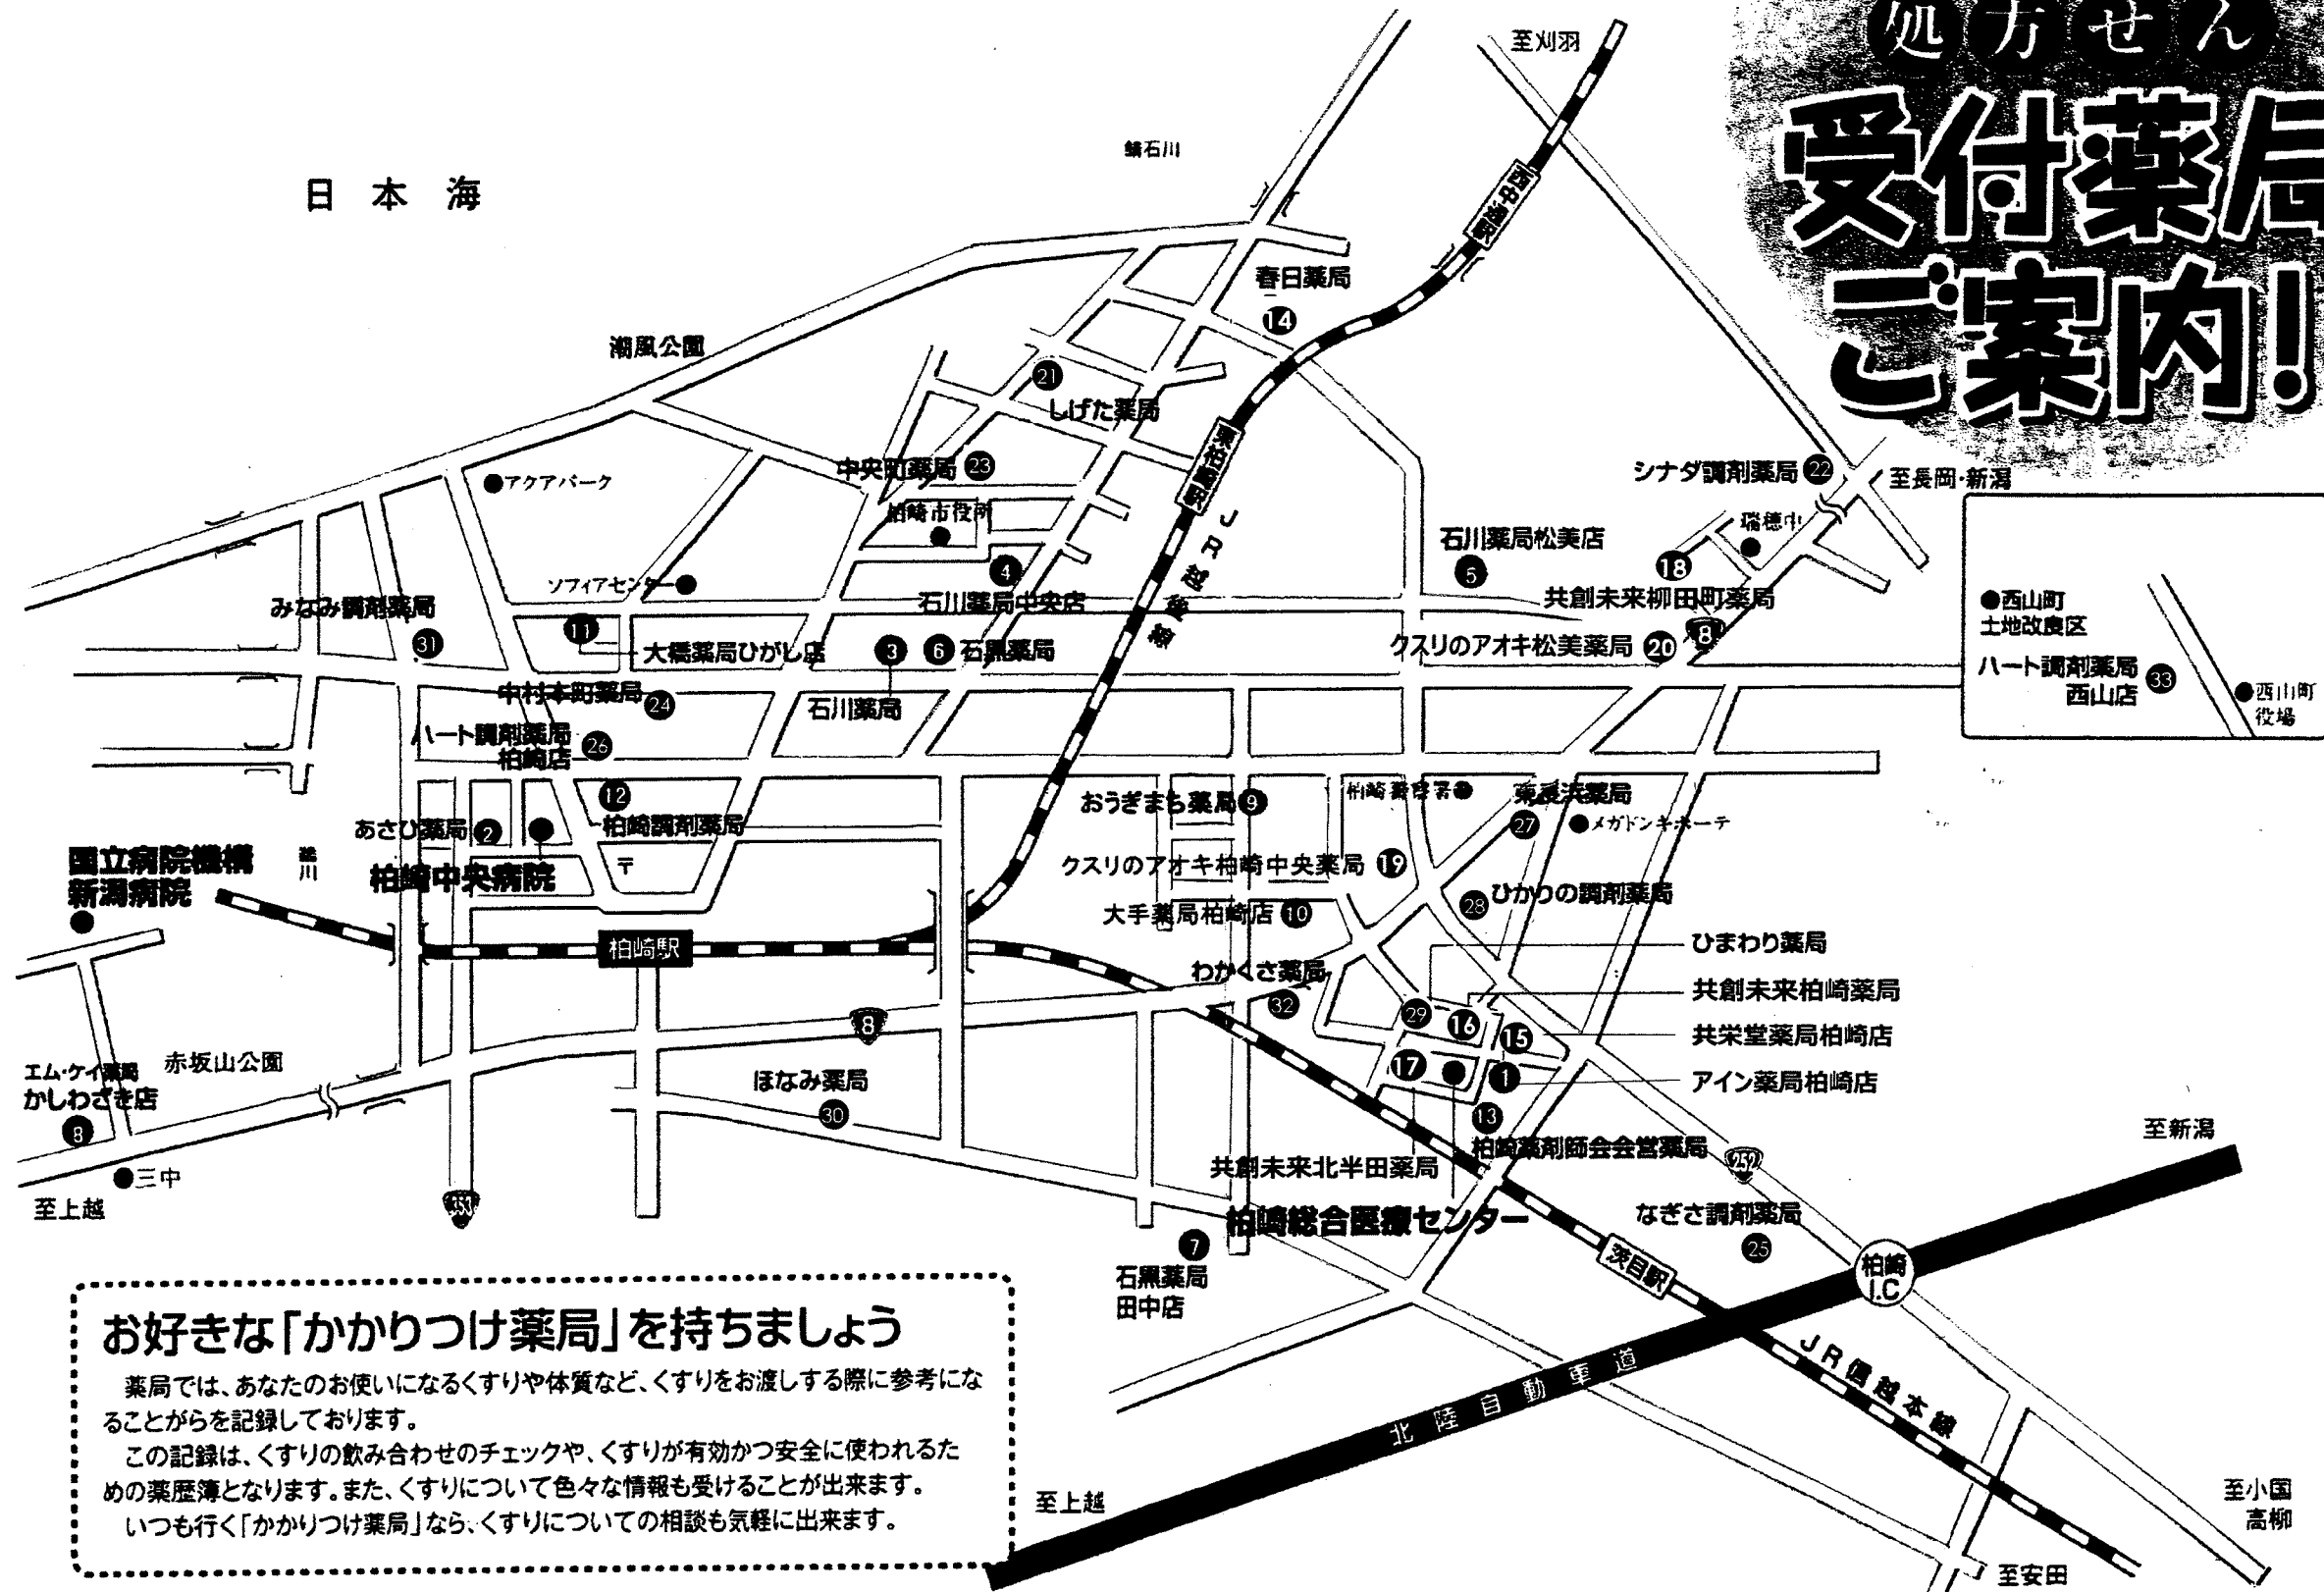 処方せん
受付薬局
ご案内!
至刈羽
鯖石川
日本海
西中通駅
春日薬局
14
潮風公園
21
しげた薬局
東柏崎駅
中央町薬局 23
シナダ調剤薬局 22
至長岡・新潟
アクアパーク
柏崎市役所
JR越後線
瑞穂中
石川薬局松美店
5
18
共創未来柳田町薬局
ソフィアセンター
4
石川薬局中央店
みなみ調剤薬局
31
11
大橋薬局ひがし店
3
6 石黒薬局
クスリのアオキ松美薬局 20
8
西山町
土地改良区
ハート調剤薬局
西山店
33
西山町
役場
中村本町薬局 24
石川薬局
ハート調剤薬局
柏崎店
26
12
柏崎調剤薬局
おうぎまち薬局 9
柏崎警察署
東長浜薬局
27
メガドンキホーテ
あさひ薬局 2
国立病院機構
新潟病院
鵜川
柏崎中央病院
〒
クスリのアオキ柏崎中央薬局 19
28 ひかりの調剤薬局
大手薬局柏崎店 10
柏崎駅
ひまわり薬局
わかくさ薬局
32
共創未来柏崎薬局
29
16
15
共栄堂薬局柏崎店
8
赤坂山公園
エム・ケイ薬局
かしわざき店
8
ほなみ薬局
30
17
1
アイン薬局柏崎店
13
柏崎薬剤師会会営薬局
至新潟
共創未来北半田薬局
252
三中
至上越
353
柏崎総合医療センター
なぎさ調剤薬局
25
7
石黒薬局
田中店
茨目駅
柏崎
I.C
お好きな「かかりつけ薬局」を持ちましょう
薬局では、あなたのお使いになるくすりや体質など、くすりをお渡しする際に参考にな
ることがらを記録しております。
この記録は、くすりの飲み合わせのチェックや、くすりが有効かつ安全に使われるた
めの薬歴簿となります。また、くすりについて色々な情報も受けることが出来ます。
いつも行く「かかりつけ薬局」なら、くすりについての相談も気軽に出来ます。
JR信越本線
北陸自動車道
至上越
至小国
高柳
至安田